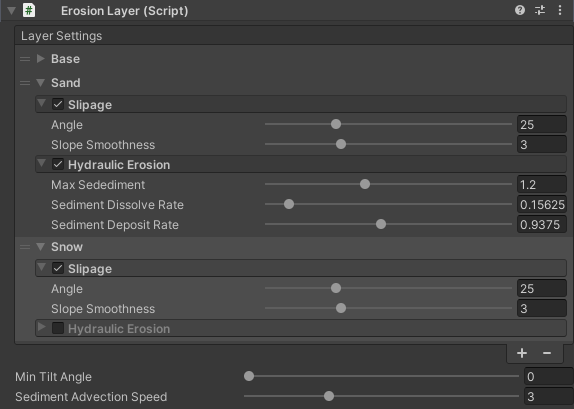 Erosion Layer (Script)
Layer Settings
Base
Sand
Slipage
Angle 25
Slope Smoothness 3
Hydraulic Erosion
Max Sedediment 1.2
Sediment Dissolve Rate 0.15625
Sediment Deposit Rate 0.9375
Snow
Slipage
Angle 25
Slope Smoothness 3
Hydraulic Erosion
+ −
Min Tilt Angle 0
Sediment Advection Speed 3